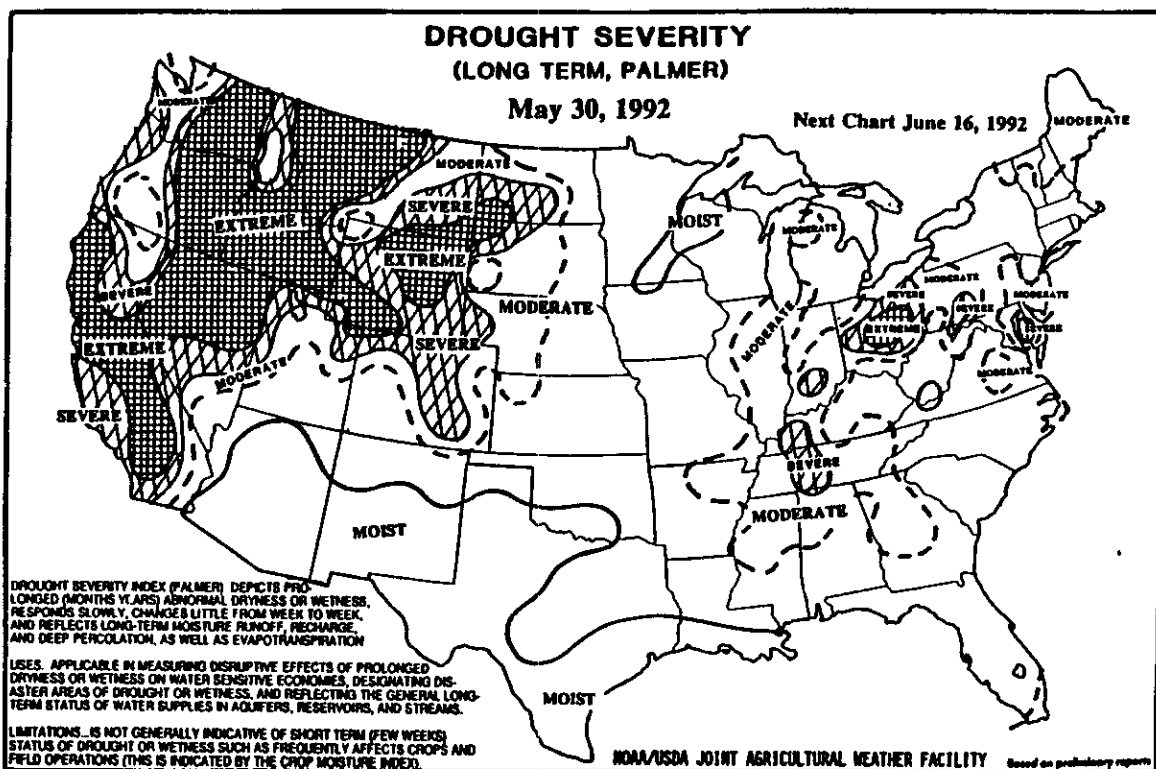 DROUGHT SEVERITY
(LONG TERM, PALMER)
May 30, 1992
Next Chart June 16, 1992
MODERATE
MODERATE
MODERATE
SEVERE
EXTREME
MOIST
MODERATE
EXTREME
MODERATE
SEVERE
SEVERE
MODERATE
MODERATE
MODERATE
EXTREME
SEVERE
SEVERE
EXTREME
SEVERE
MODERATE
MODERATE
MODERATE
SEVERE
SEVERE
MODERATE
MOIST
DROUGHT SEVERITY INDEX (PALMER) DEPICTS PRO-
LONGED (MONTHS YEARS) ABNORMAL DRYNESS OR WETNESS,
RESPONDS SLOWLY, CHANGES LITTLE FROM WEEK TO WEEK,
AND REFLECTS LONG-TERM MOISTURE RUNOFF, RECHARGE,
AND DEEP PERCOLATION, AS WELL AS EVAPOTRANSPIRATION
USES. APPLICABLE IN MEASURING DISRUPTIVE EFFECTS OF PROLONGED
DRYNESS OR WETNESS ON WATER SENSITIVE ECONOMIES, DESIGNATING DIS-
ASTER AREAS OF DROUGHT OR WETNESS, AND REFLECTING THE GENERAL LONG-
TERM STATUS OF WATER SUPPLIES IN AQUIFERS, RESERVOIRS, AND STREAMS.
MOIST
LIMITATIONS...IS NOT GENERALLY INDICATIVE OF SHORT TERM (FEW WEEKS)
STATUS OF DROUGHT OR WETNESS SUCH AS FREQUENTLY AFFECTS CROPS AND
FIELD OPERATIONS (THIS IS INDICATED BY THE CROP MOISTURE INDEX).
NOAA/USDA JOINT AGRICULTURAL WEATHER FACILITY
Based on preliminary reports